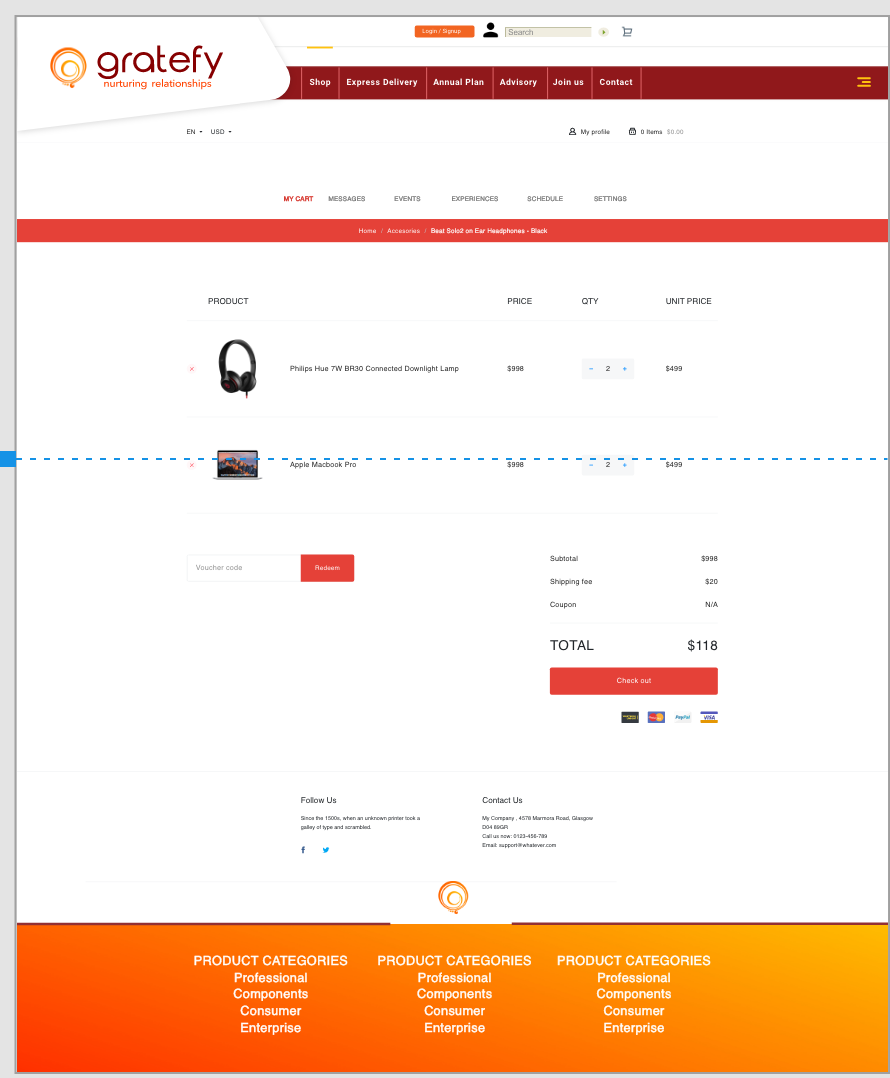 Login / Signup
Search
gratefy
nurturing relationships
Shop Express Delivery Annual Plan Advisory Join us Contact
EN USD My profile 0 Items $0.00
MY CART MESSAGES EVENTS EXPERIENCES SCHEDULE SETTINGS
Home / Accesories / Beat Solo2 on Ear Headphones - Black
PRODUCT PRICE QTY UNIT PRICE
Philips Hue 7W BR30 Connected Downlight Lamp $998 − 2 + $499
Apple Macbook Pro $998 − 2 + $499
Voucher code Redeem
Subtotal $998
Shipping fee $20
Coupon N/A
TOTAL $118
Check out
PayPal VISA
Follow Us
Since the 1500s, when an unknown printer took a
galley of type and scrambled.
Contact Us
My Company , 4578 Marmora Road, Glasgow
D04 89GR
Call us now: 0123-456-789
Email: support@whatever.com
PRODUCT CATEGORIES
Professional
Components
Consumer
Enterprise
PRODUCT CATEGORIES
Professional
Components
Consumer
Enterprise
PRODUCT CATEGORIES
Professional
Components
Consumer
Enterprise